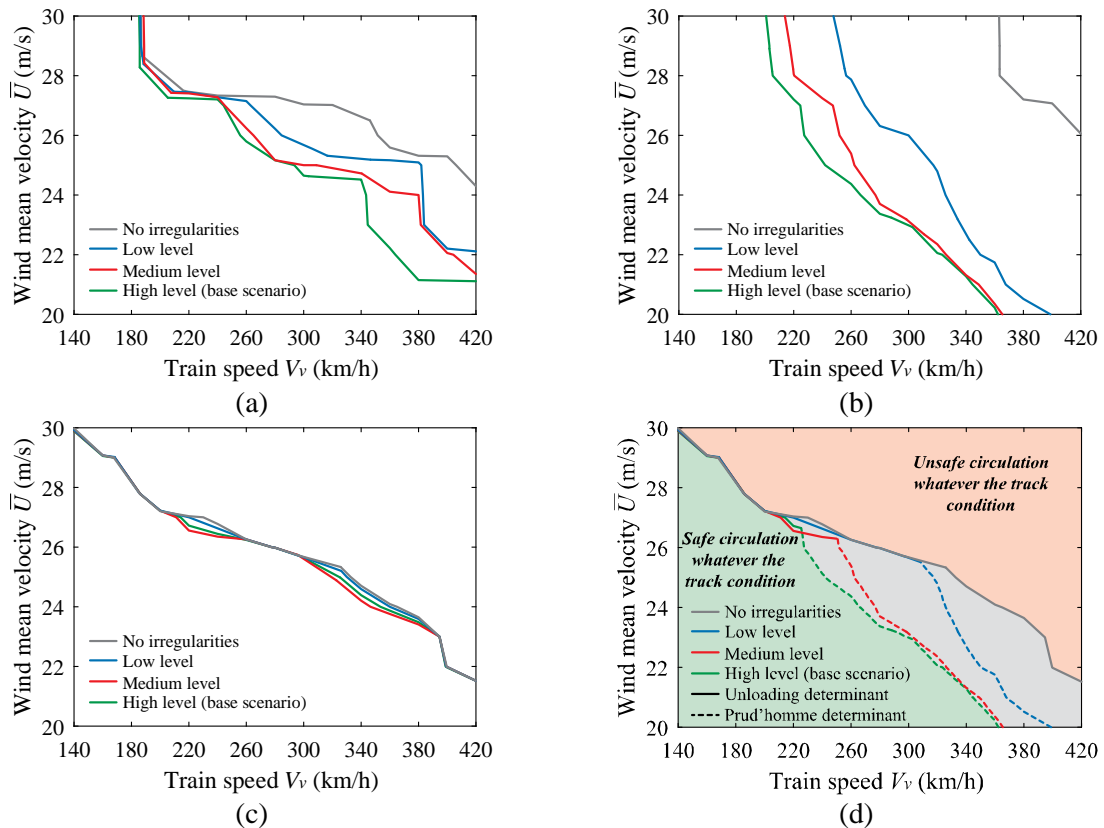 30
28
26
24
22
20
Wind mean velocity U̅ (m/s)
No irregularities
Low level
Medium level
High level (base scenario)
140 180 220 260 300 340 380 420
Train speed Vv (km/h)
(a)
30
28
26
24
22
20
Wind mean velocity U̅ (m/s)
No irregularities
Low level
Medium level
High level (base scenario)
140 180 220 260 300 340 380 420
Train speed Vv (km/h)
(b)
30
28
26
24
22
20
Wind mean velocity U̅ (m/s)
No irregularities
Low level
Medium level
High level (base scenario)
140 180 220 260 300 340 380 420
Train speed Vv (km/h)
(c)
30
28
26
24
22
20
Wind mean velocity U̅ (m/s)
Unsafe circulation
whatever the track
condition
Safe circulation
whatever the
track condition
No irregularities
Low level
Medium level
High level (base scenario)
Unloading determinant
Prud'homme determinant
140 180 220 260 300 340 380 420
Train speed Vv (km/h)
(d)